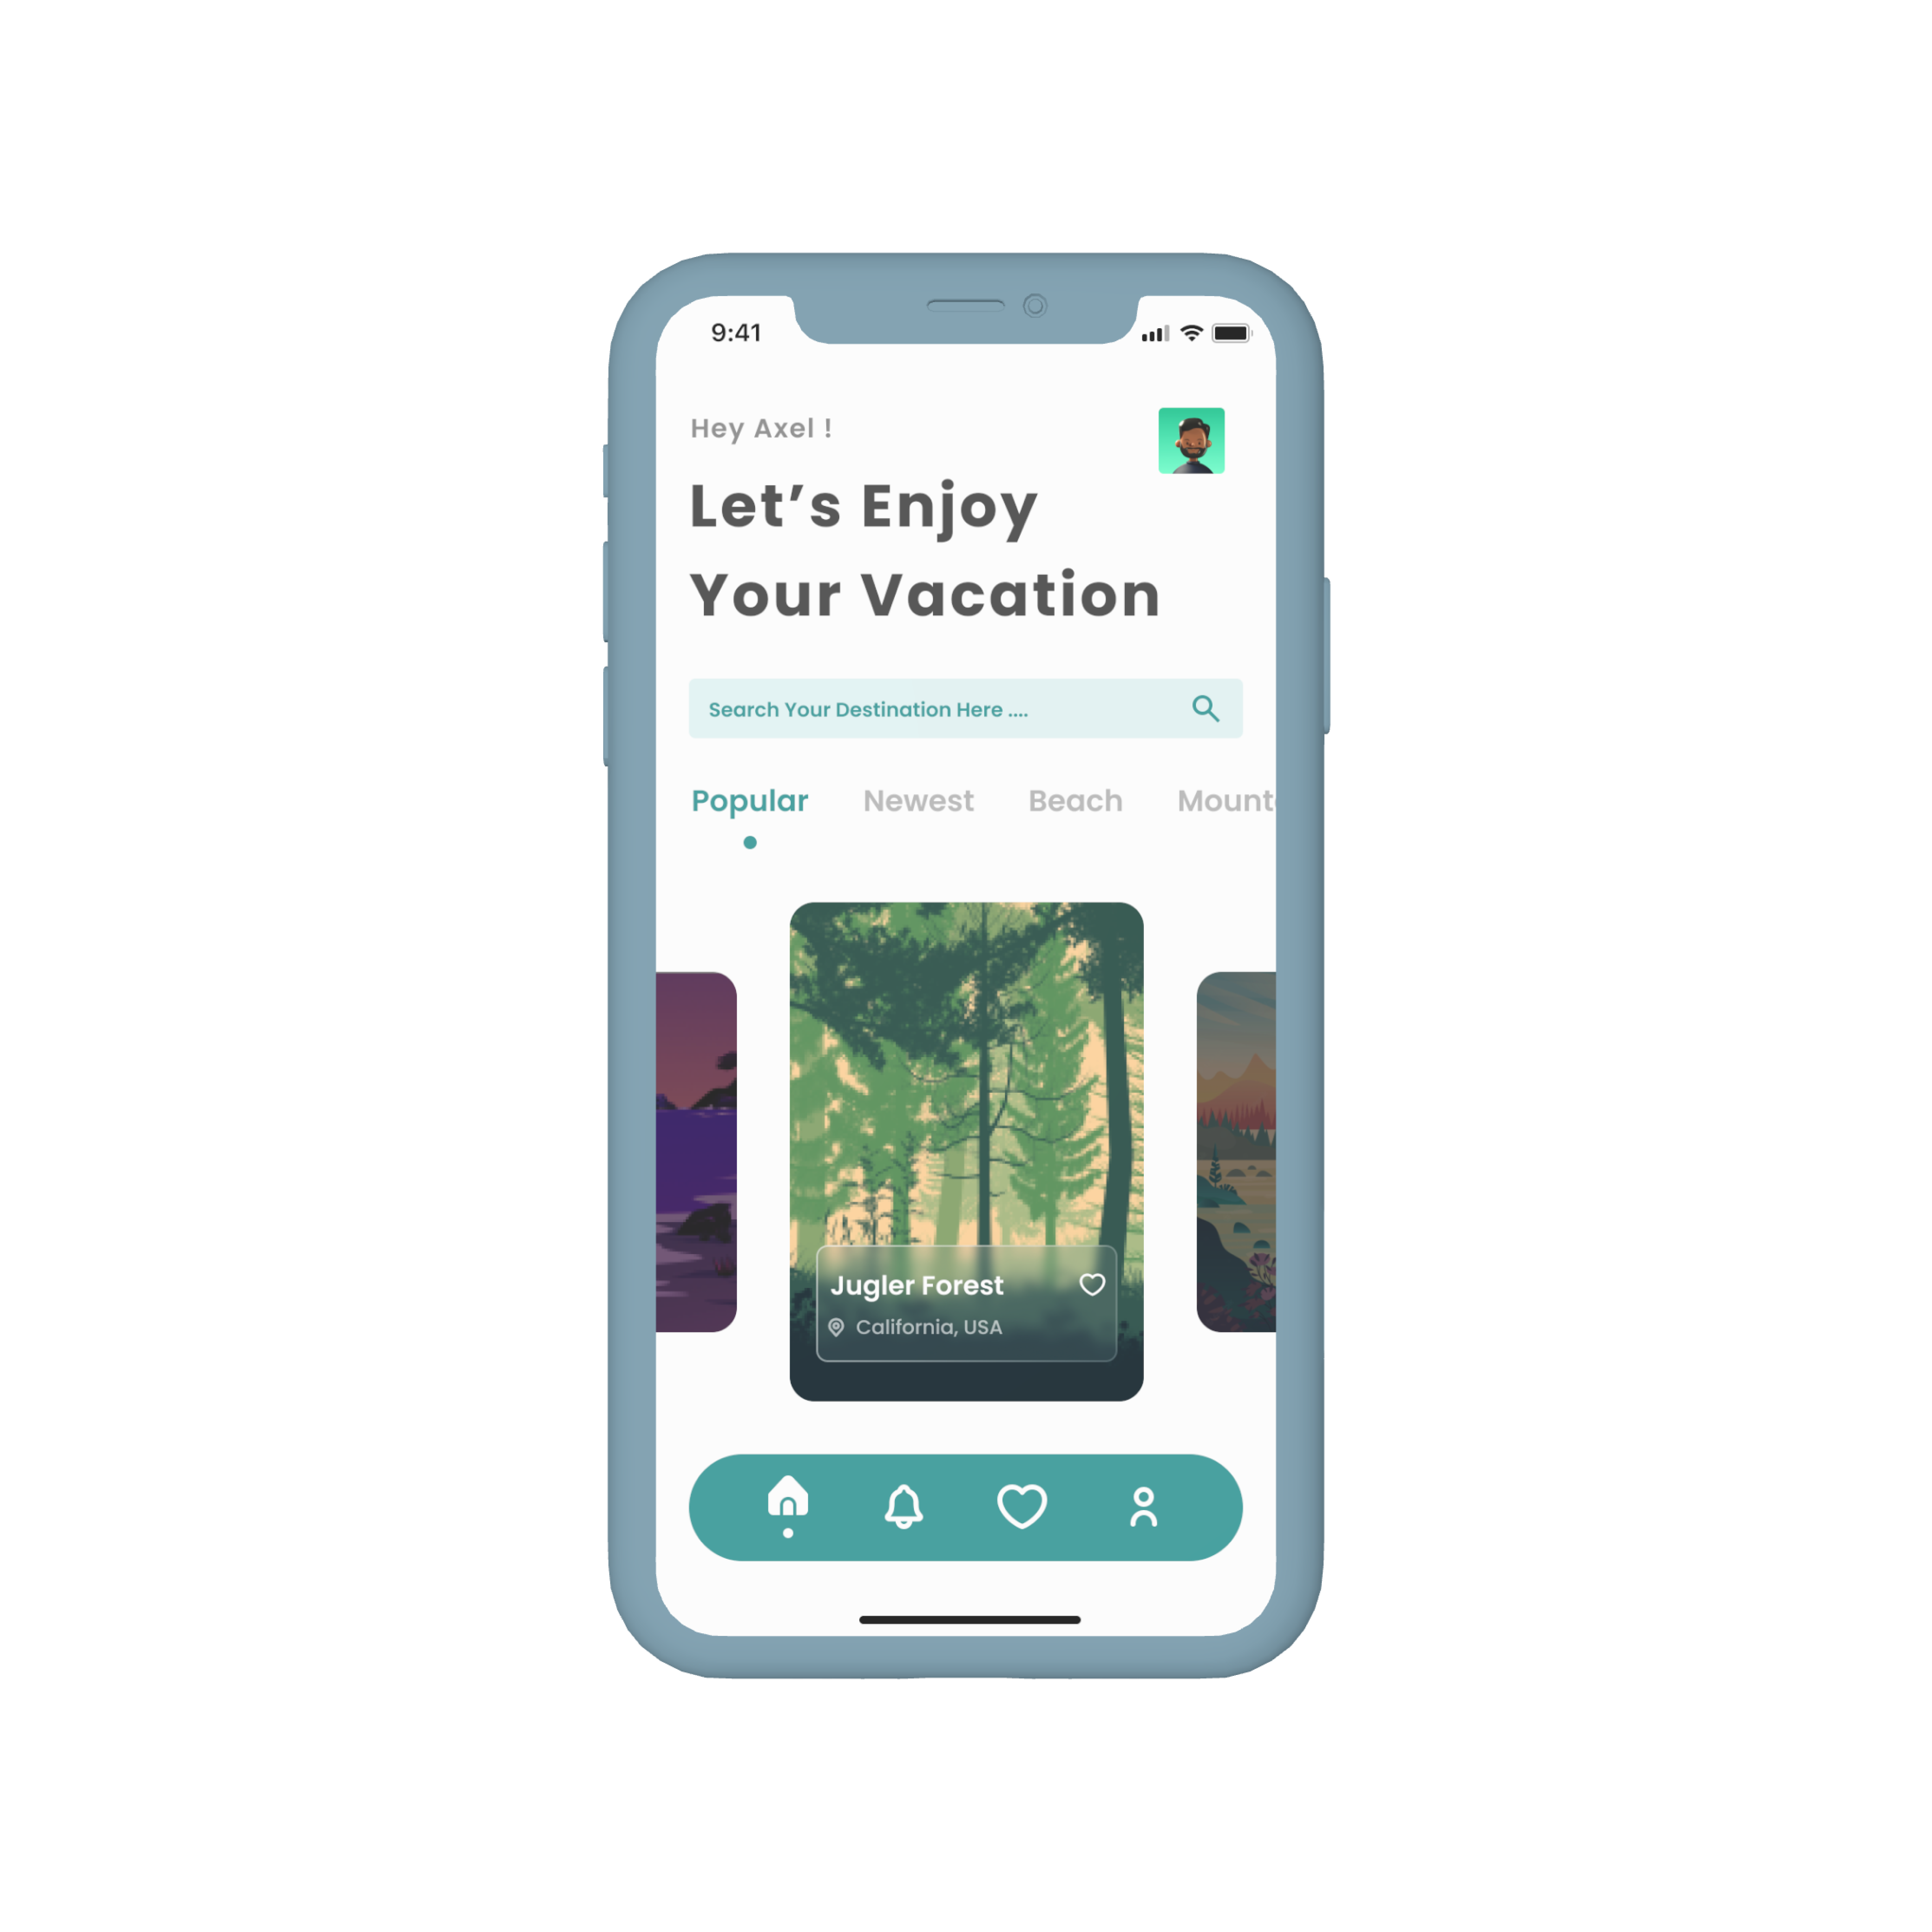 9:41
Hey Axel !
Let’s Enjoy
Your Vacation
Search Your Destination Here ....
Popular Newest Beach Mount
Jugler Forest
California, USA